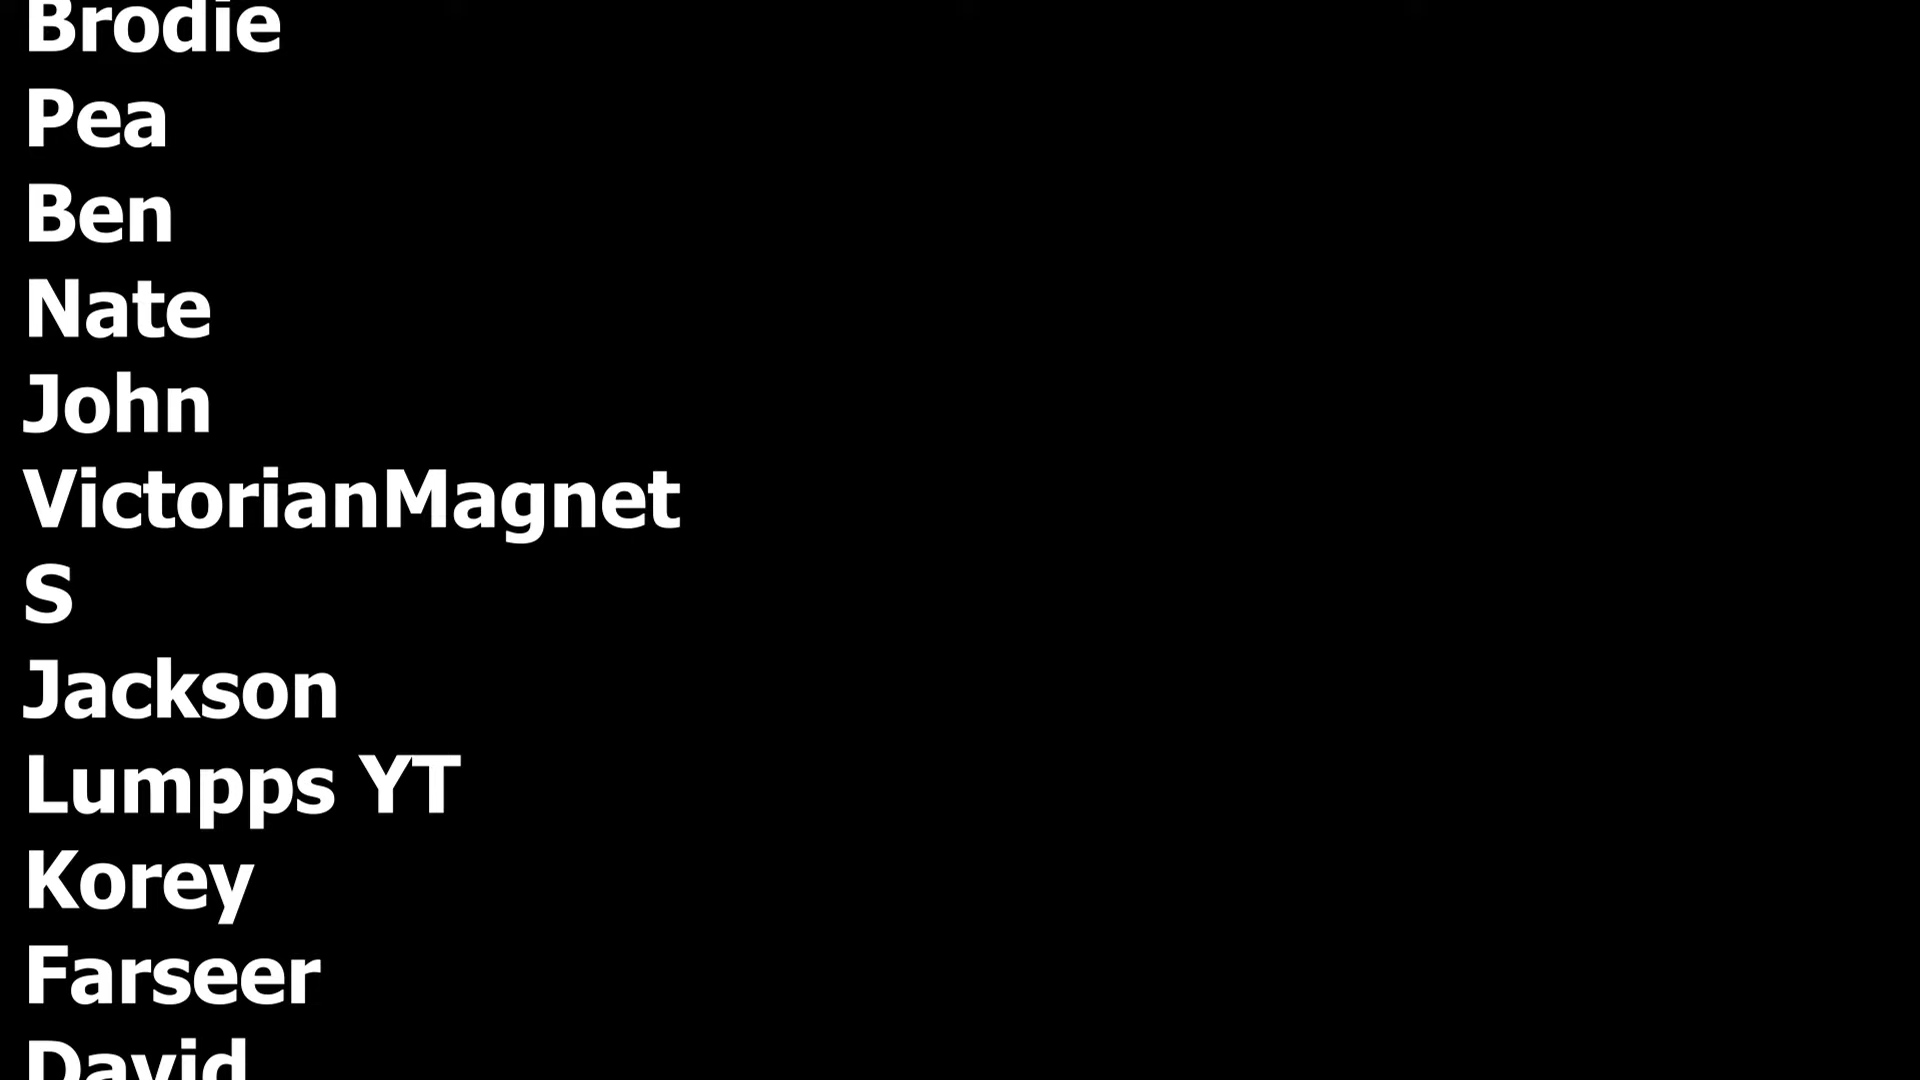 Brodie
Pea
Ben
Nate
John
VictorianMagnet
S
Jackson
Lumpps YT
Korey
Farseer
David